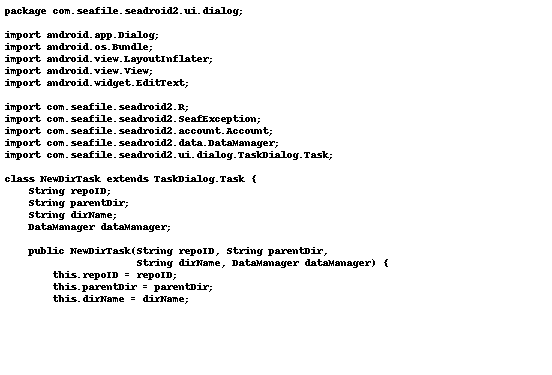 package com.seafile.seadroid2.ui.dialog;

import android.app.Dialog;
import android.os.Bundle;
import android.view.LayoutInflater;
import android.view.View;
import android.widget.EditText;

import com.seafile.seadroid2.R;
import com.seafile.seadroid2.SeafException;
import com.seafile.seadroid2.account.Account;
import com.seafile.seadroid2.data.DataManager;
import com.seafile.seadroid2.ui.dialog.TaskDialog.Task;

class NewDirTask extends TaskDialog.Task {
    String repoID;
    String parentDir;
    String dirName;
    DataManager dataManager;

    public NewDirTask(String repoID, String parentDir,
                      String dirName, DataManager dataManager) {
        this.repoID = repoID;
        this.parentDir = parentDir;
        this.dirName = dirName;